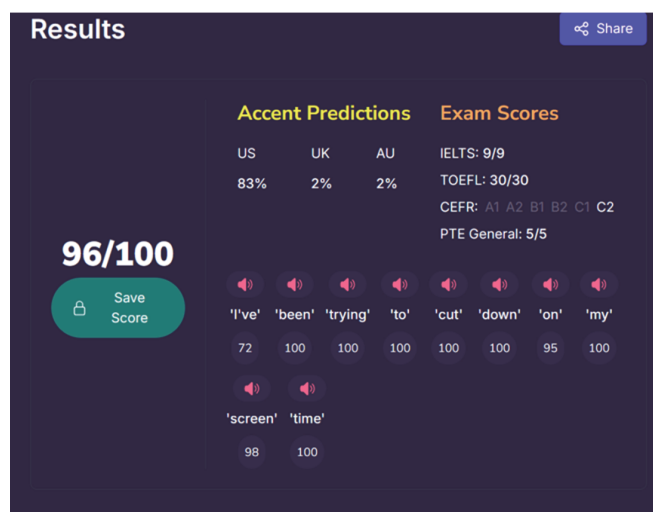 Results
Share
Accent Predictions
Exam Scores
US UK AU
83% 2% 2%
IELTS: 9/9
TOEFL: 30/30
CEFR: A1 A2 B1 B2 C1 C2
PTE General: 5/5
96/100
Save
Score
'I've' 'been' 'trying' 'to' 'cut' 'down' 'on' 'my'
72 100 100 100 100 100 95 100
'screen' 'time'
98 100